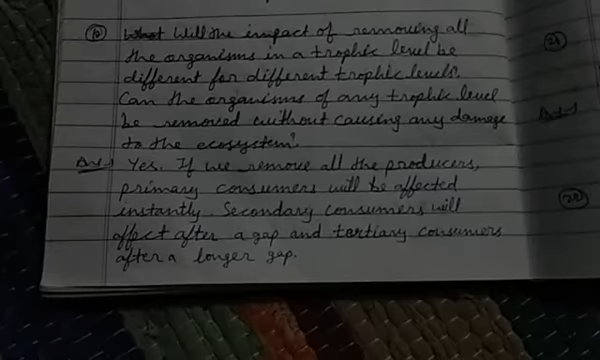 (10) What Will the impact of removing all
the organisms in a trophic level be
different for different trophic levels?
Can the organisms of any trophic level
be removed without causing any damage
to the ecosystem?
Ans Yes. If we remove all the producers,
primary consumers will be affected
instantly. Secondary consumers will
affect after a gap and tertiary consumers
after a longer gap.
Ans